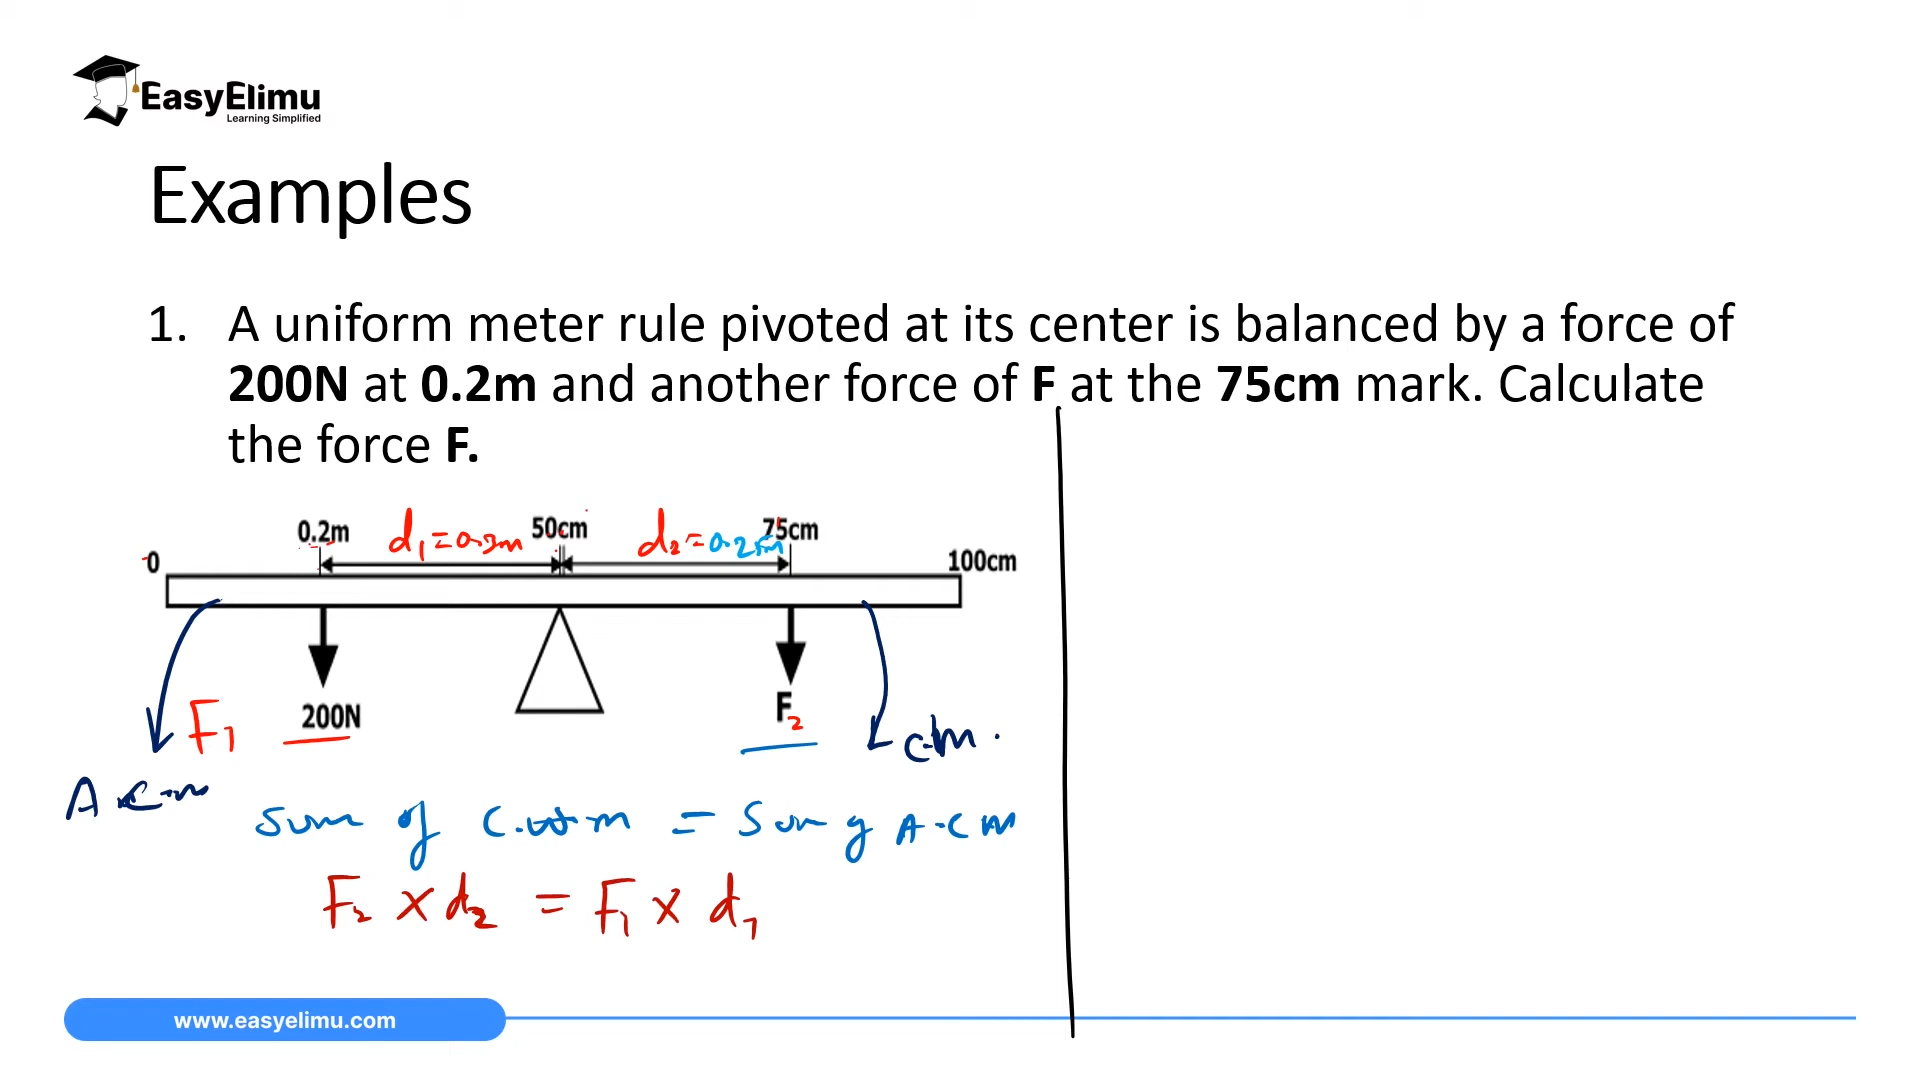 EasyElimu
Learning Simplified
Examples
1. A uniform meter rule pivoted at its center is balanced by a force of
200N at 0.2m and another force of F at the 75cm mark. Calculate
the force F.
0.2m d₁=0.3m 50cm d₂=0.25m 75cm
0 100cm
F₁ 200N F₂ C.M.
A.C.M
Sum of C.W.M = Sum of A.C.M
F₂ × d₂ = F₁ × d₁
www.easyelimu.com